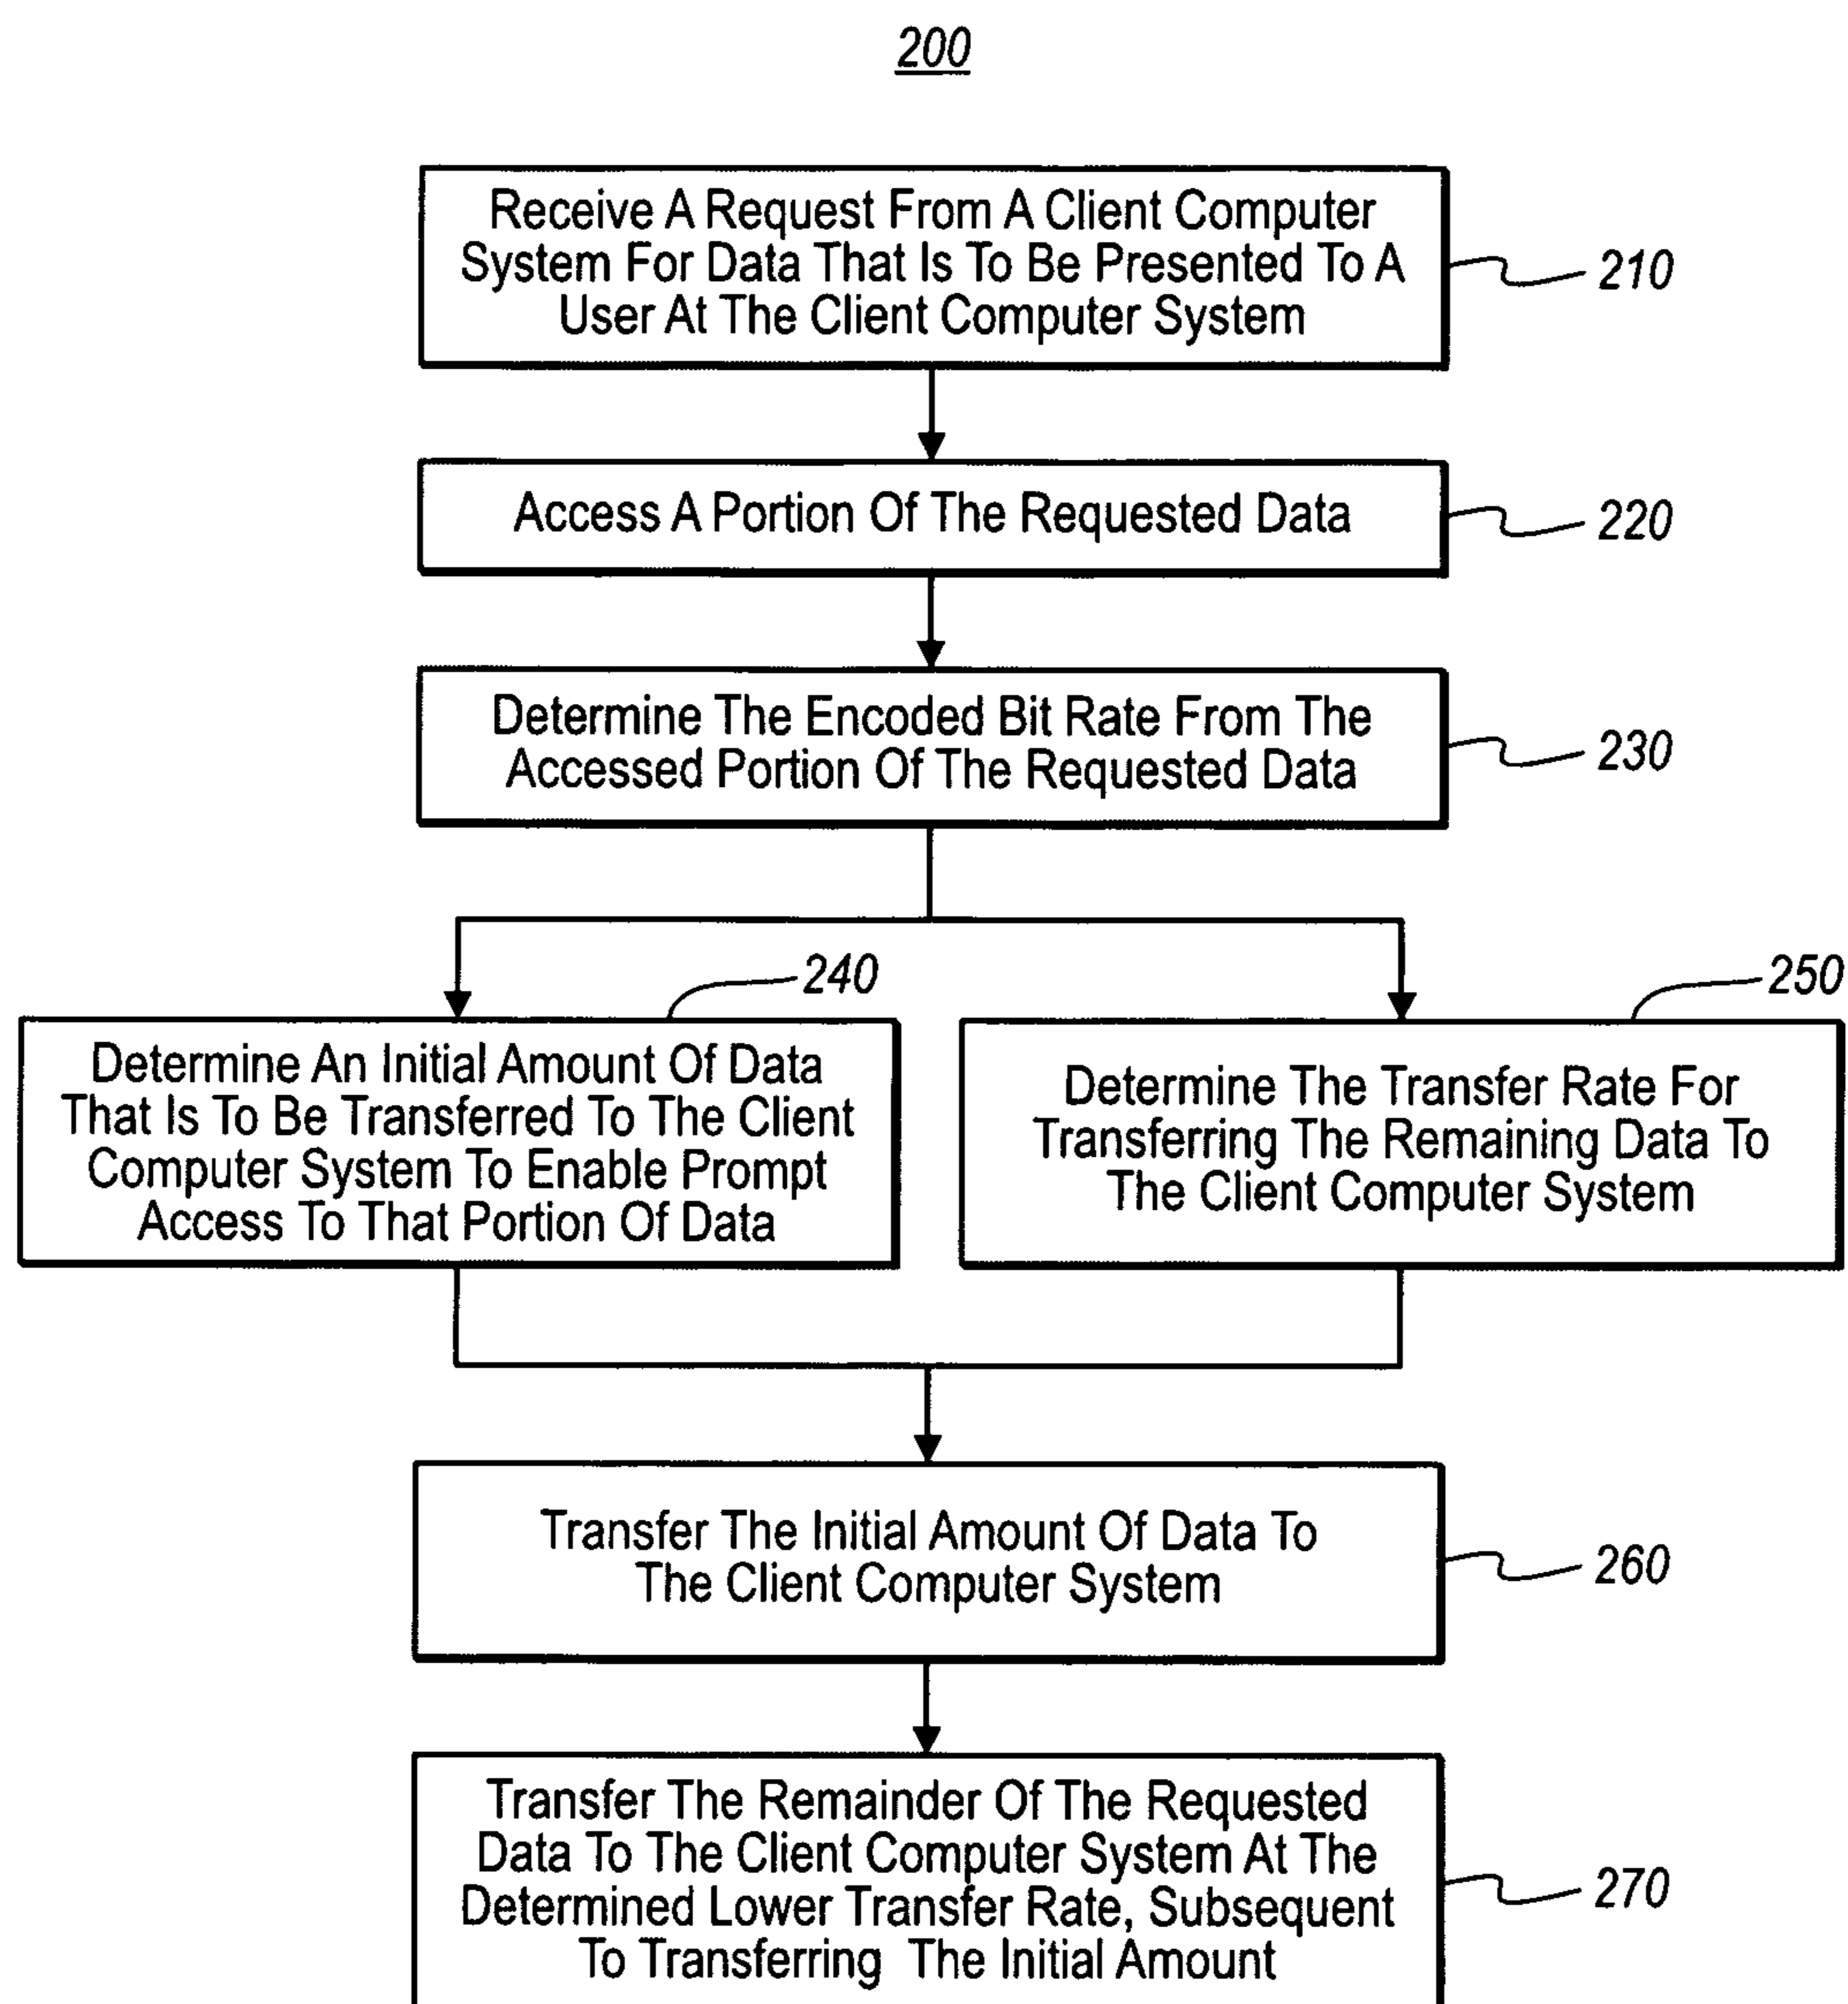 200
Receive A Request From A Client Computer
System For Data That Is To Be Presented To A
User At The Client Computer System
210
Access A Portion Of The Requested Data
220
Determine The Encoded Bit Rate From The
Accessed Portion Of The Requested Data
230
240
Determine An Initial Amount Of Data
That Is To Be Transferred To The Client
Computer System To Enable Prompt
Access To That Portion Of Data
250
Determine The Transfer Rate For
Transferring The Remaining Data To
The Client Computer System
Transfer The Initial Amount Of Data To
The Client Computer System
260
Transfer The Remainder Of The Requested
Data To The Client Computer System At The
Determined Lower Transfer Rate, Subsequent
To Transferring The Initial Amount
270